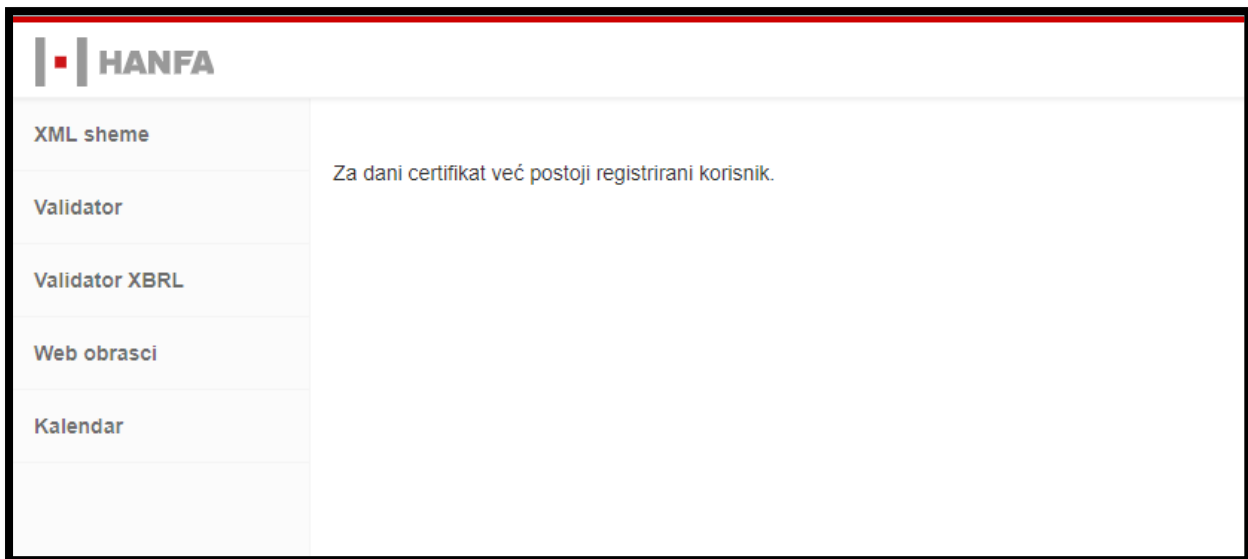 HANFA
XML sheme
Za dani certifikat već postoji registrirani korisnik.
Validator
Validator XBRL
Web obrasci
Kalendar